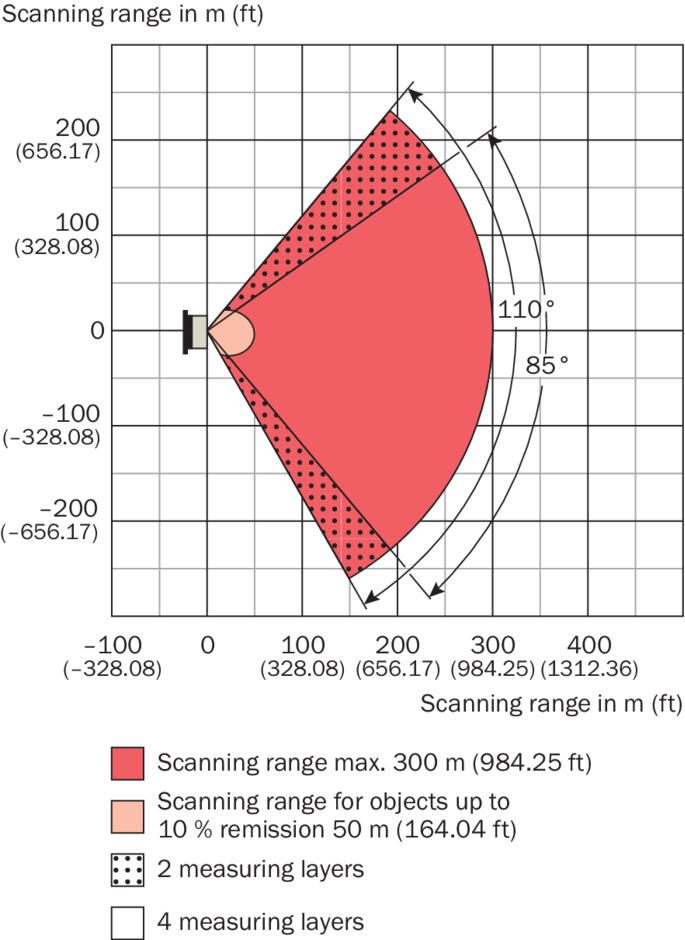 Scanning range in m (ft)
200
(656.17)
100
(328.08)
0
–100
(–328.08)
–200
(–656.17)
110°
85°
–100 0 100 200 300 400
(–328.08) (328.08) (656.17) (984.25) (1312.36)
Scanning range in m (ft)
Scanning range max. 300 m (984.25 ft)
Scanning range for objects up to
10 % remission 50 m (164.04 ft)
2 measuring layers
4 measuring layers